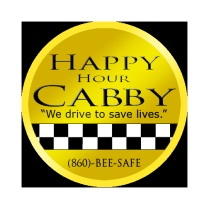 HAPPY
HOUR
CABBY
"We drive to save lives."
(860)-BEE-SAFE